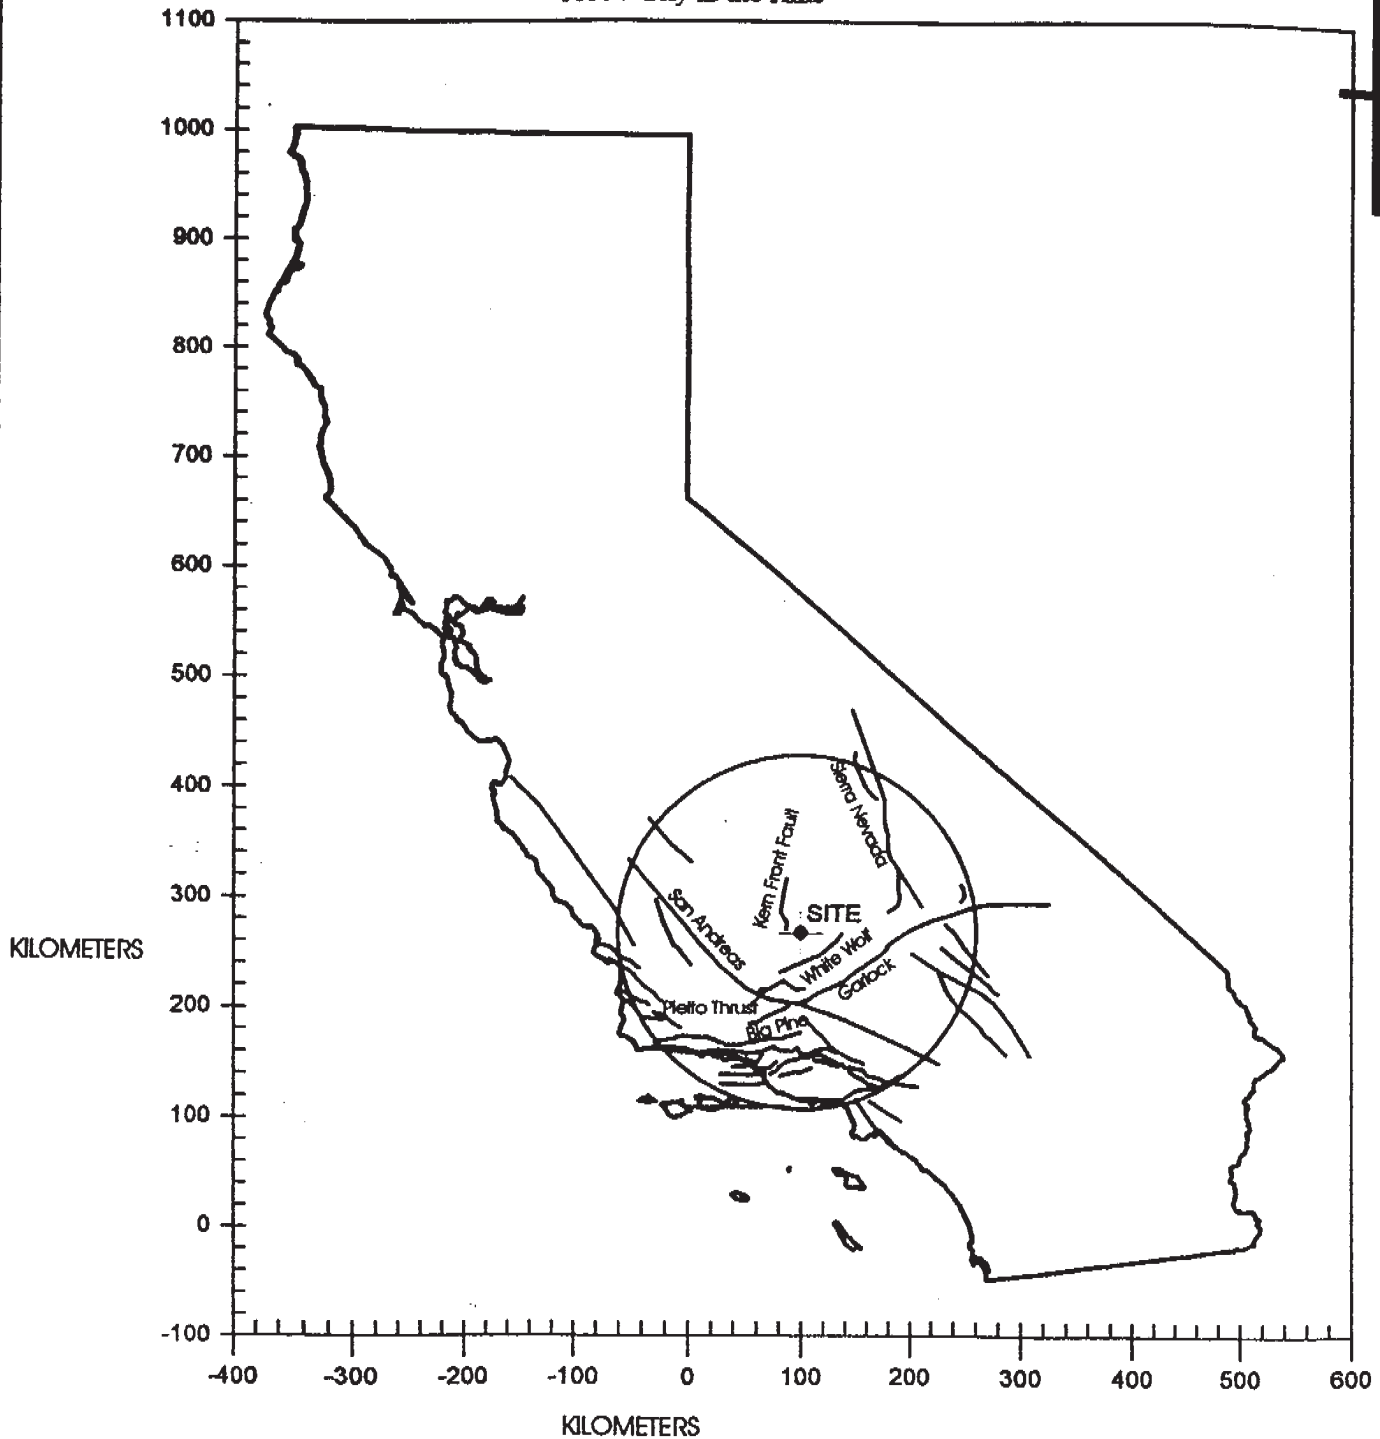 1100
1000
900
800
700
600
500
400
300
200
100
0
-100
KILOMETERS
Sierra Nevada
Kern Front Fault
San Andreas
SITE
White Wolf
Garlock
Pleito Thrust
Big Pine
-400 -300 -200 -100 0 100 200 300 400 500 600
KILOMETERS